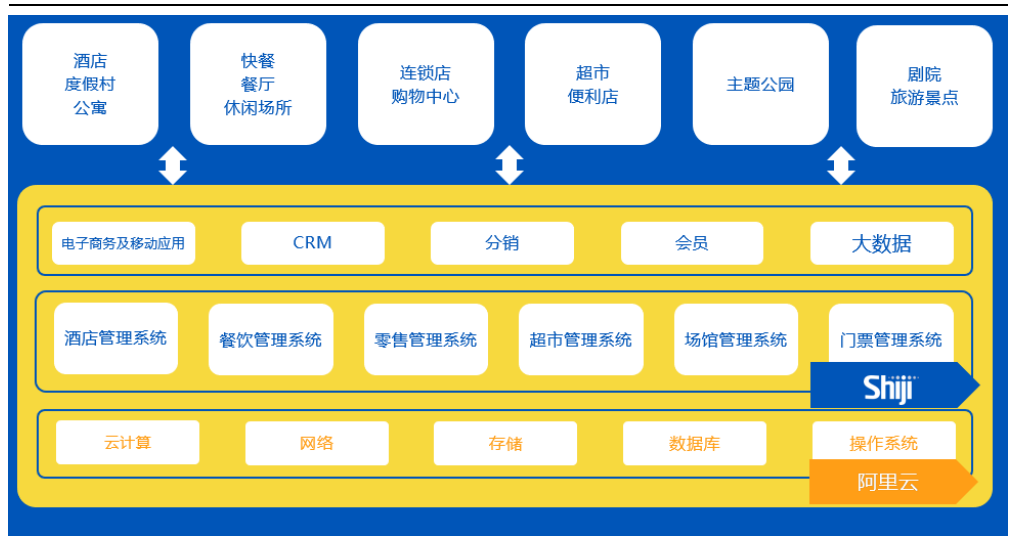 酒店
度假村
公寓
快餐
餐厅
休闲场所
连锁店
购物中心
超市
便利店
主题公园
剧院
旅游景点
电子商务及移动应用
CRM
分销
会员
大数据
酒店管理系统
餐饮管理系统
零售管理系统
超市管理系统
场馆管理系统
门票管理系统
Shiji
云计算
网络
存储
数据库
操作系统
阿里云